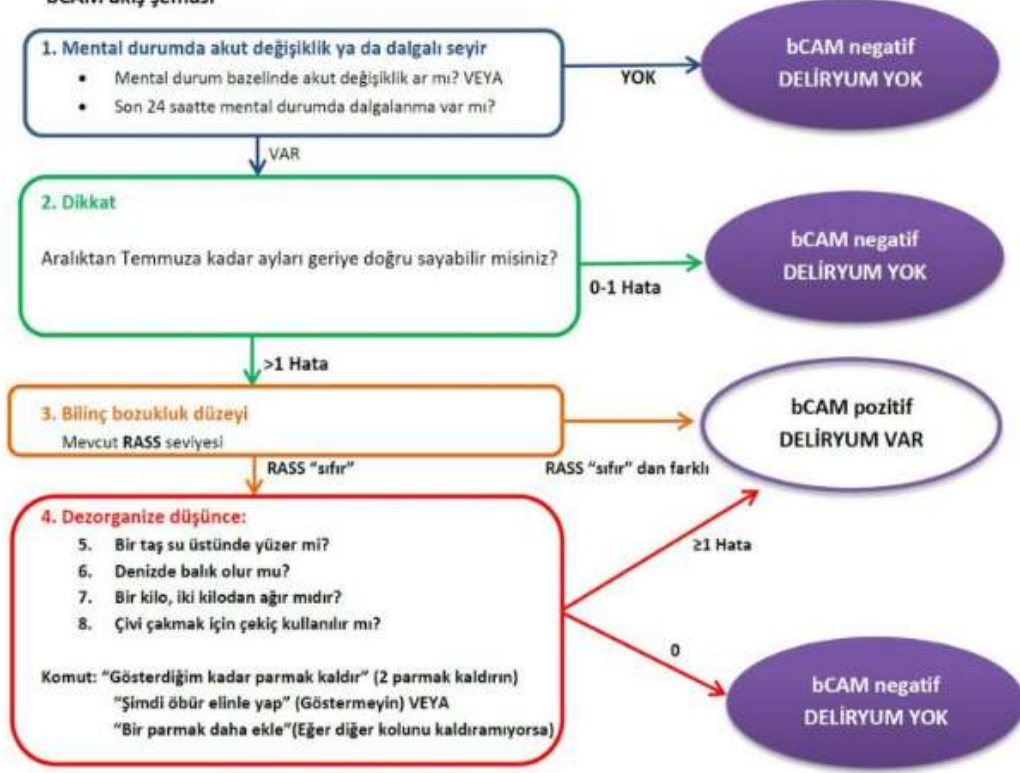 bCAM akış şeması
1. Mental durumda akut değişiklik ya da dalgalı seyir
• Mental durum bazelinde akut değişiklik ar mı? VEYA
• Son 24 saatte mental durumda dalgalanma var mı?
YOK
bCAM negatif
DELİRYUM YOK
VAR
2. Dikkat
Aralıktan Temmuza kadar ayları geriye doğru sayabilir misiniz?
0-1 Hata
bCAM negatif
DELİRYUM YOK
>1 Hata
3. Bilinç bozukluk düzeyi
Mevcut RASS seviyesi
bCAM pozitif
DELİRYUM VAR
RASS "sıfır"
RASS "sıfır" dan farklı
4. Dezorganize düşünce:
5. Bir taş su üstünde yüzer mi?
6. Denizde balık olur mu?
7. Bir kilo, iki kilodan ağır mıdır?
8. Çivi çakmak için çekiç kullanılır mı?
≥1 Hata
0
Komut: "Gösterdiğim kadar parmak kaldır" (2 parmak kaldırın)
"Şimdi öbür elinle yap" (Göstermeyin) VEYA
"Bir parmak daha ekle"(Eğer diğer kolunu kaldıramıyorsa)
bCAM negatif
DELİRYUM YOK